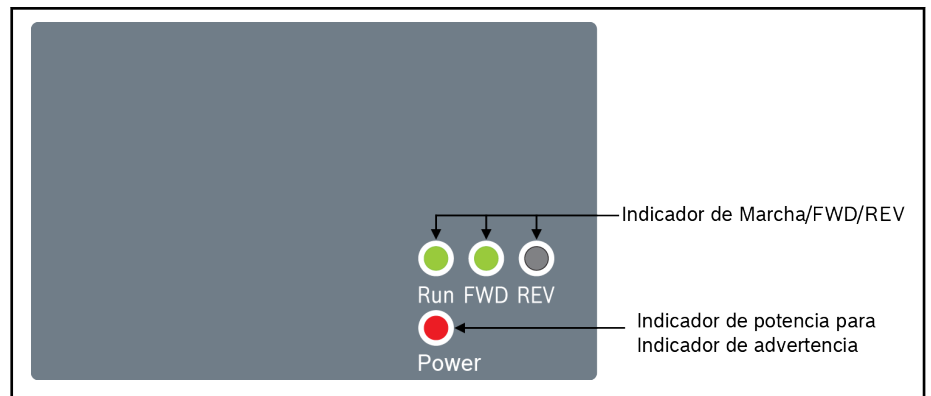 Indicador de Marcha/FWD/REV
Run FWD REV
Indicador de potencia para
Indicador de advertencia
Power